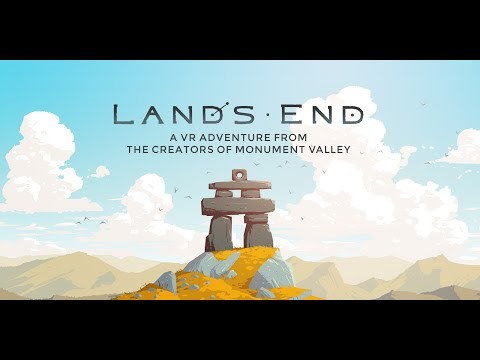 LANDS · END
A VR ADVENTURE FROM
THE CREATORS OF MONUMENT VALLEY